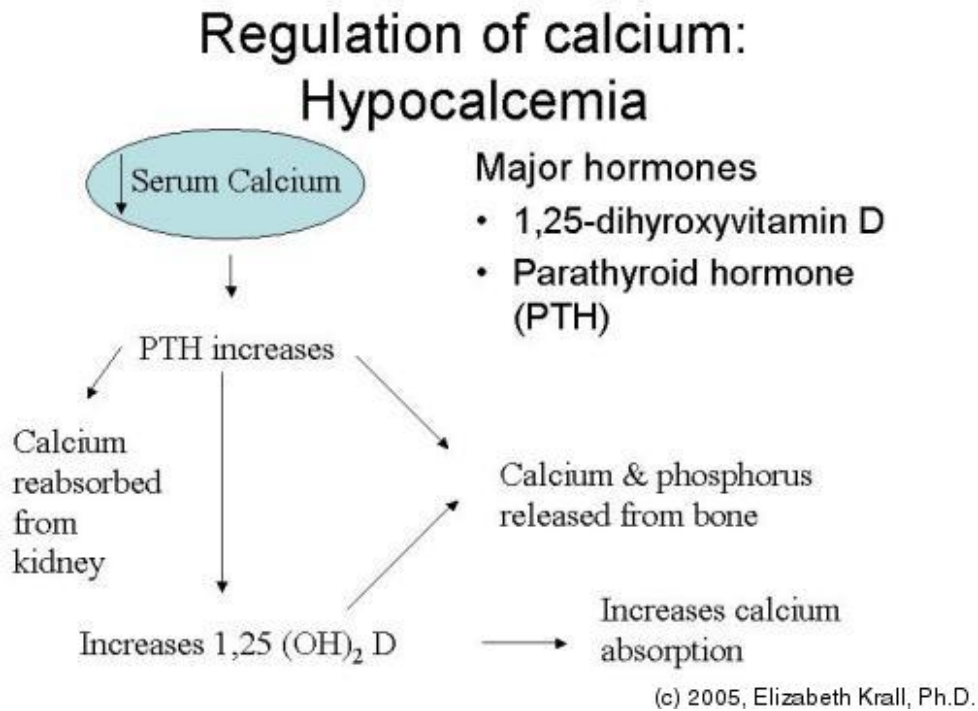 Regulation of calcium:
Hypocalcemia
Serum Calcium
Major hormones
• 1,25-dihyroxyvitamin D
• Parathyroid hormone
(PTH)
PTH increases
Calcium
reabsorbed
from
kidney
Calcium & phosphorus
released from bone
Increases 1,25 (OH)₂ D
Increases calcium
absorption
(c) 2005, Elizabeth Krall, Ph.D.